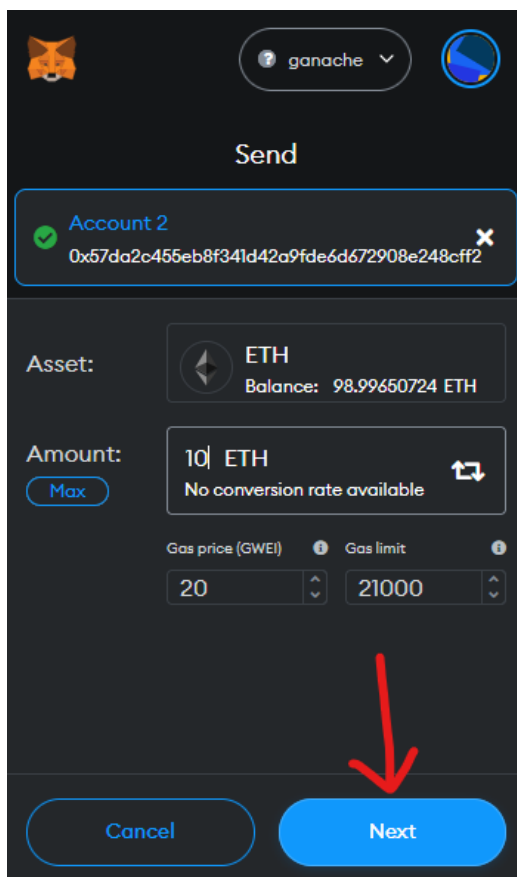 ganache
Send
Account 2
0x57da2c455eb8f341d42a9fde6d672908e248cff2
Asset:
ETH
Balance: 98.99650724 ETH
Amount:
10 ETH
Max
No conversion rate available
Gas price (GWEI)
Gas limit
20
21000
Cancel
Next